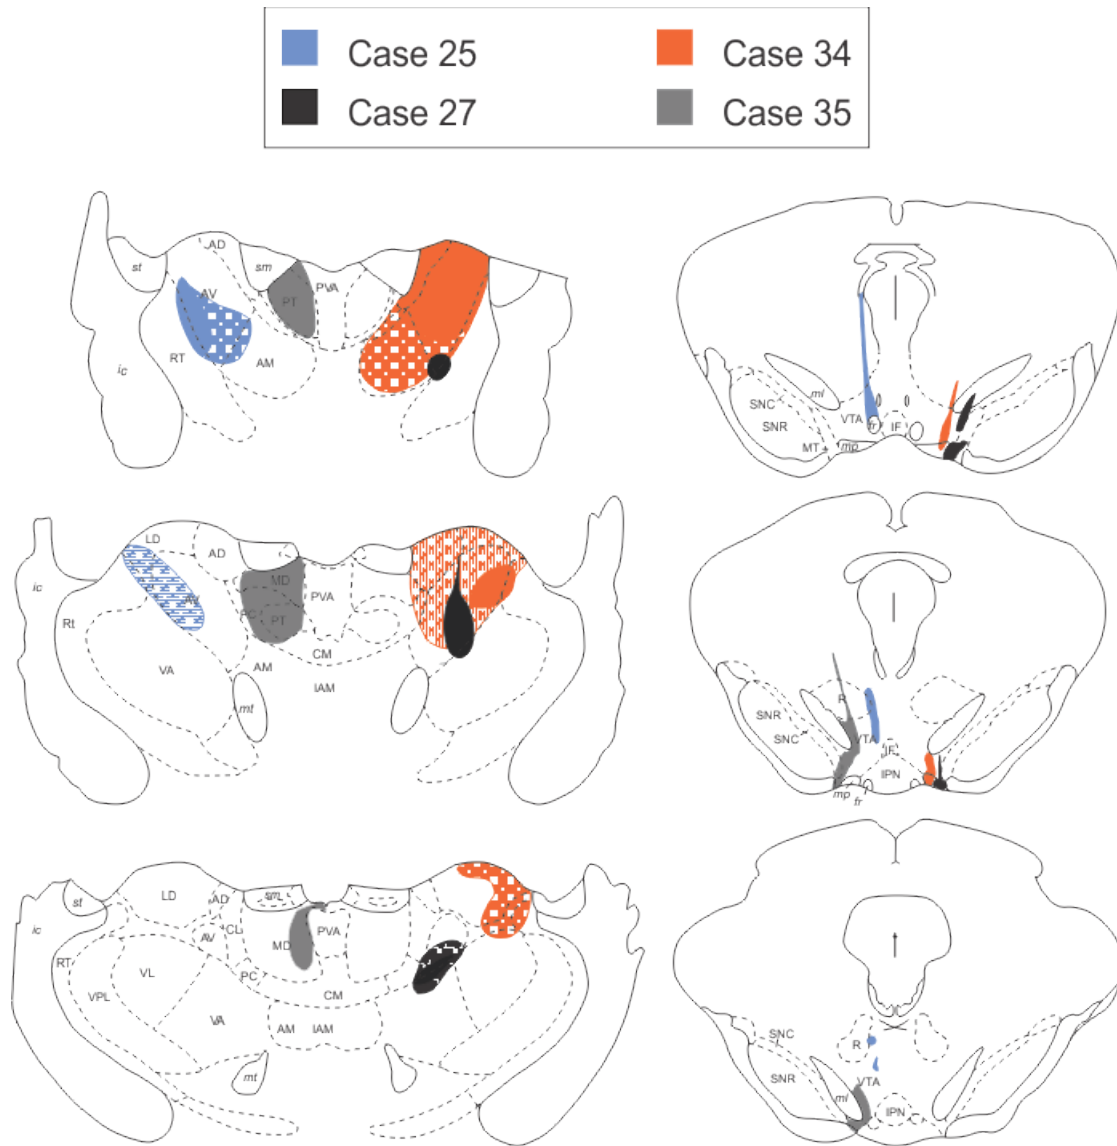 Case 25 Case 34
Case 27 Case 35
AD
st sm
AV PT PVA
RT AM
ic
ml
SNC VTA
SNR fr IF
MT mp
LD
AD MD
ic AV PVA
Rt PC PT
CM
VA AM
IAM
mt
R
SNR
VTA
SNC IF
IPN
mp
fr
st LD AD sm
ic AV CL PVA
RT MD
VL PC
VPL CM
VA AM IAM
mt
SNC R
SNR VTA
ml
IPN